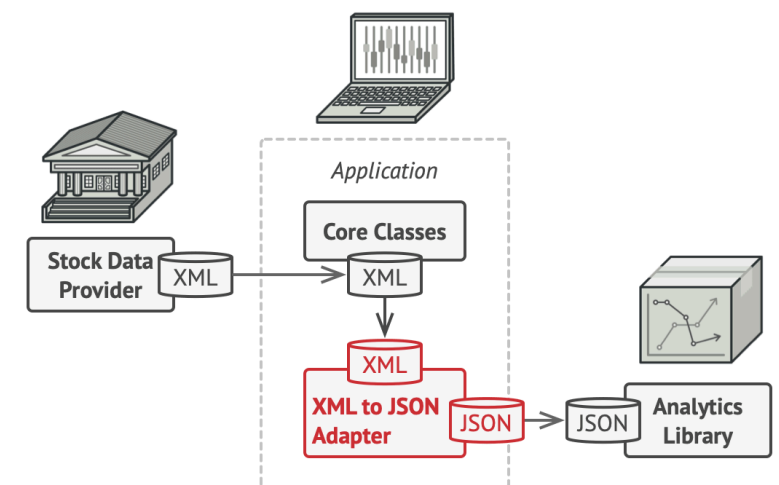 Application
Core Classes
Stock Data
Provider
XML
XML
XML
XML to JSON
Adapter
JSON
JSON
Analytics
Library